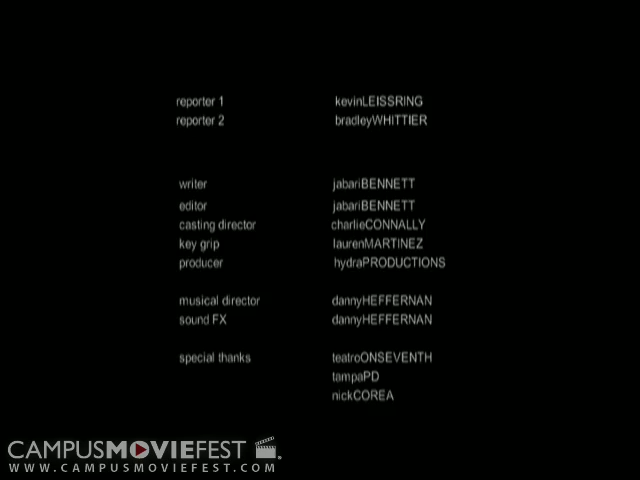 reporter 1 kevinLEISSRING
reporter 2 bradleyWHITTIER
writer jabariBENNETT
editor jabariBENNETT
casting director charlieCONNALLY
key grip laurenMARTINEZ
producer hydraPRODUCTIONS
musical director dannyHEFFERNAN
sound FX dannyHEFFERNAN
special thanks teatroONSEVENTH
tampaPD
nickCOREA
CAMPUSMOVIEFEST
WWW.CAMPUSMOVIEFEST.COM